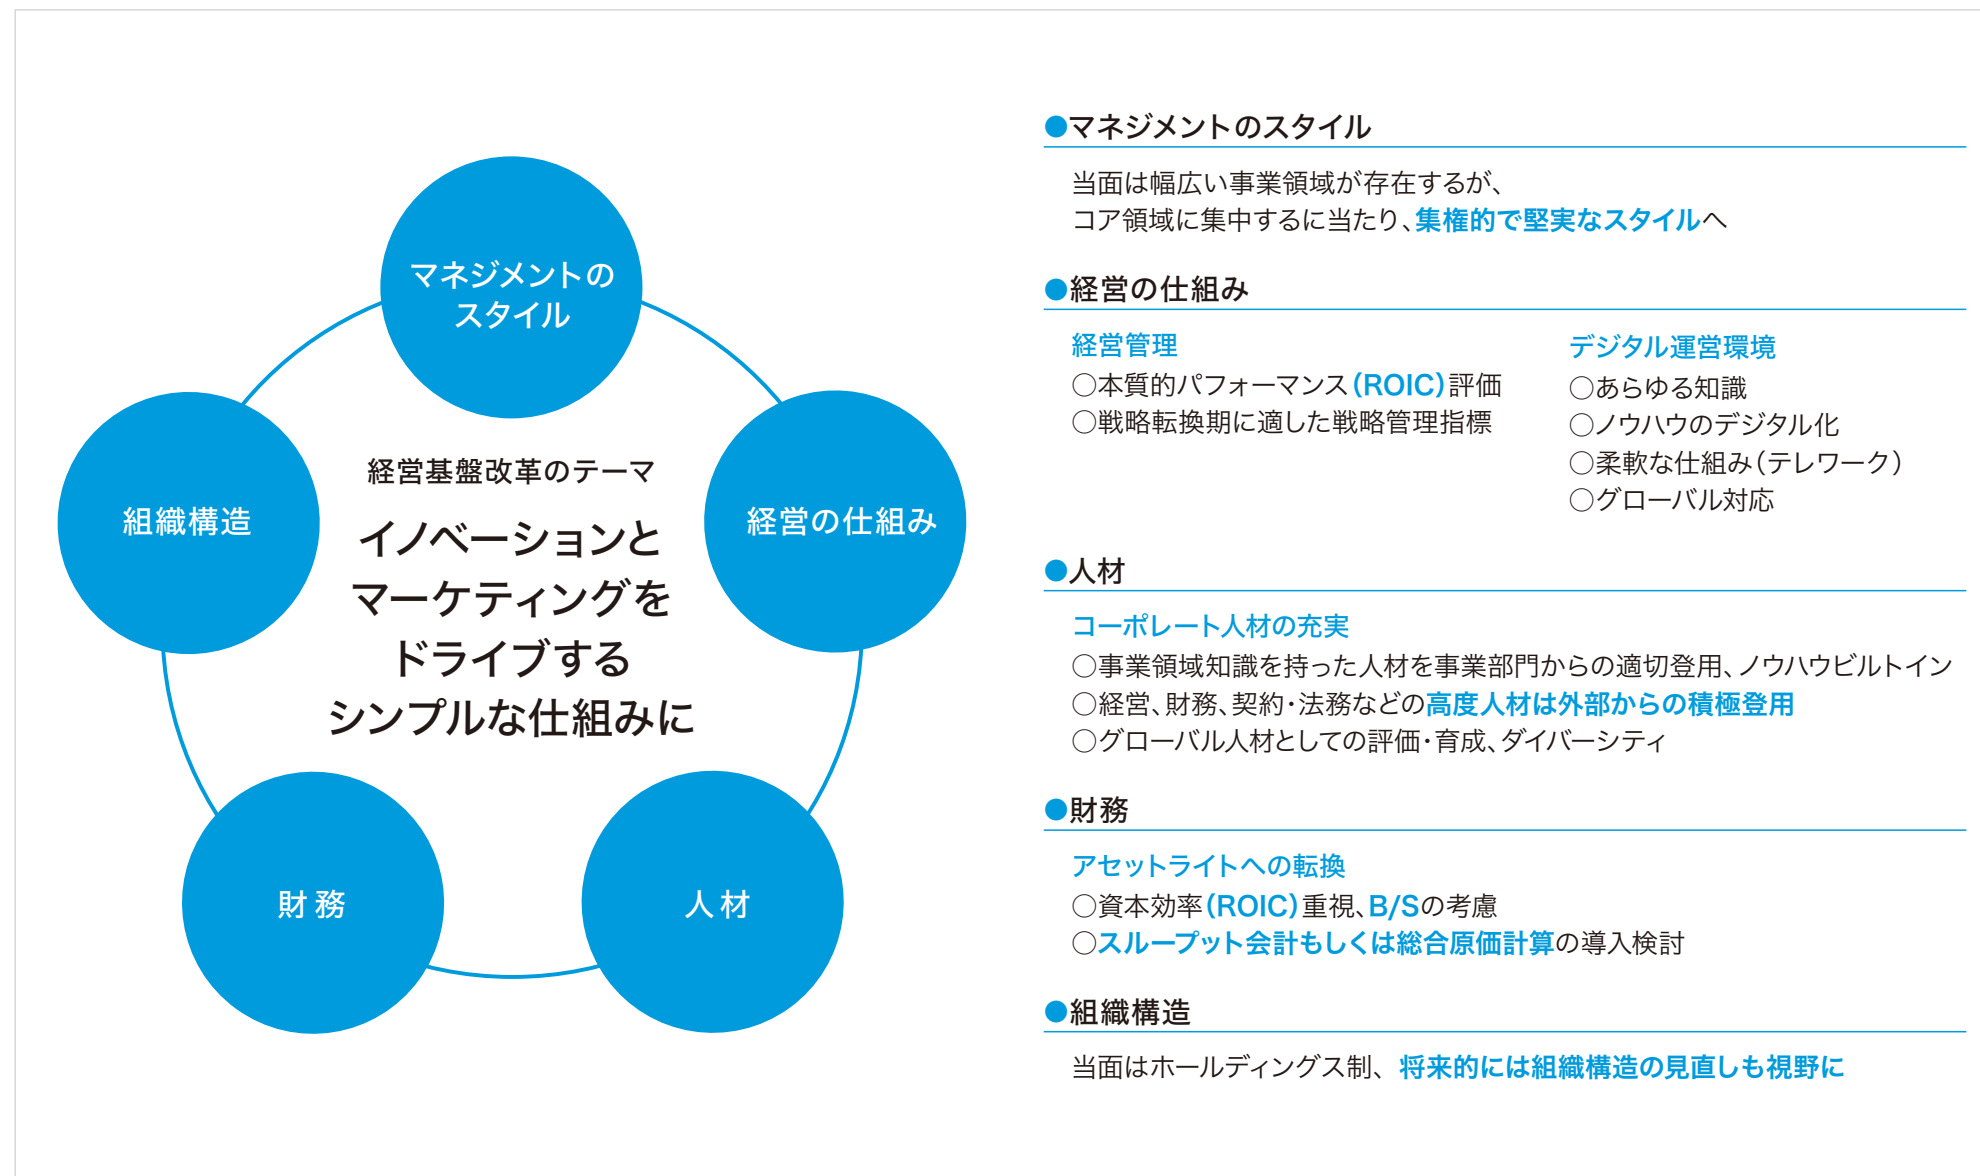 マネジメントの
スタイル
組織構造
経営の仕組み
財務
人材
経営基盤改革のテーマ
イノベーションと
マーケティングを
ドライブする
シンプルな仕組みに
●マネジメントのスタイル
当面は幅広い事業領域が存在するが、
コア領域に集中するに当たり、集権的で堅実なスタイルへ
●経営の仕組み
経営管理
○本質的パフォーマンス(ROIC)評価
○戦略転換期に適した戦略管理指標
デジタル運営環境
○あらゆる知識
○ノウハウのデジタル化
○柔軟な仕組み(テレワーク)
○グローバル対応
●人材
コーポレート人材の充実
○事業領域知識を持った人材を事業部門からの適切登用、ノウハウビルトイン
○経営、財務、契約・法務などの高度人材は外部からの積極登用
○グローバル人材としての評価・育成、ダイバーシティ
●財務
アセットライトへの転換
○資本効率(ROIC)重視、B/Sの考慮
○スループット会計もしくは総合原価計算の導入検討
●組織構造
当面はホールディングス制、将来的には組織構造の見直しも視野に